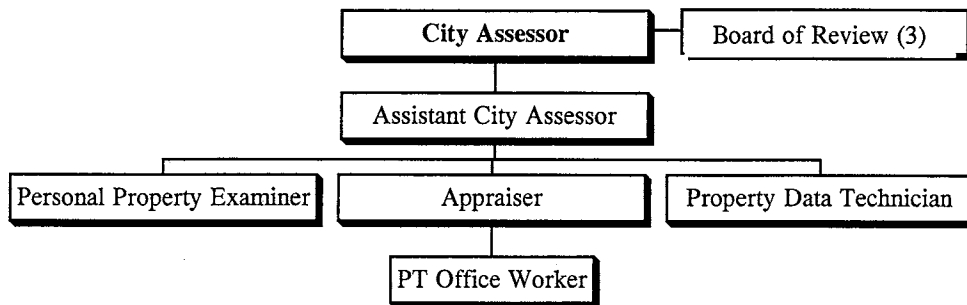 City Assessor
Board of Review (3)
Assistant City Assessor
Personal Property Examiner
Appraiser
Property Data Technician
PT Office Worker